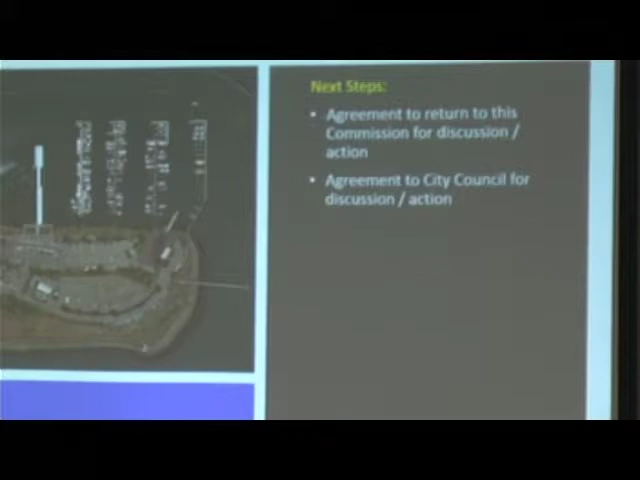 Next Steps:
• Agreement to return to this
Commission for discussion /
action
• Agreement to City Council for
discussion / action